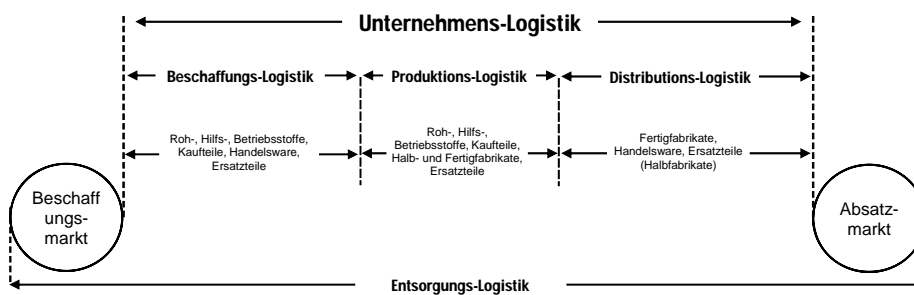 Unternehmens-Logistik
Beschaffungs-Logistik
Produktions-Logistik
Distributions-Logistik
Roh-, Hilfs-, Betriebsstoffe,
Kaufteile, Handelsware,
Ersatzteile
Roh-, Hilfs-,
Betriebsstoffe, Kaufteile,
Halb- und Fertigfabrikate,
Ersatzteile
Fertigfabrikate,
Handelsware, Ersatzteile
(Halbfabrikate)
Beschaff
ungs-
markt
Absatz-
markt
Entsorgungs-Logistik